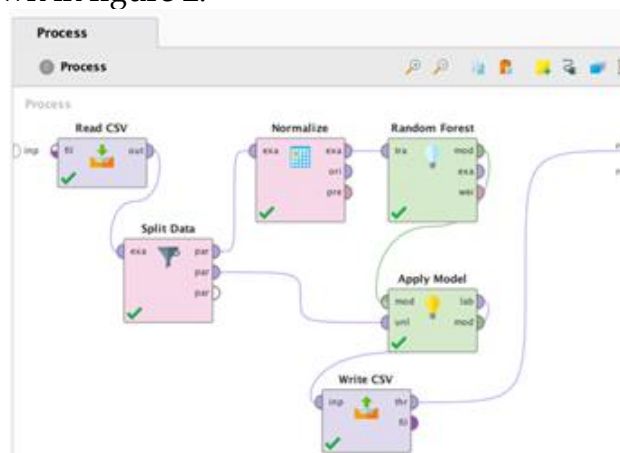 Process
Process
Process
Read CSV
inp
fil
out
Normalize
exa
exa
ori
pre
Random Forest
tra
mod
exa
wei
Split Data
exa
par
par
par
Apply Model
mod
lab
unl
mod
Write CSV
inp
thr
fil